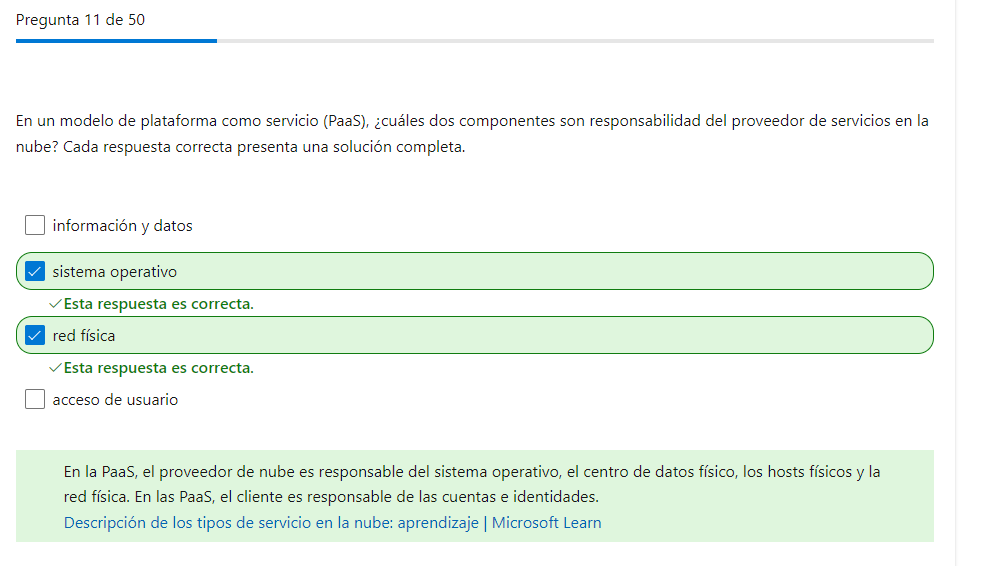 Pregunta 11 de 50
En un modelo de plataforma como servicio (PaaS), ¿cuáles dos componentes son responsabilidad del proveedor de servicios en la
nube? Cada respuesta correcta presenta una solución completa.
información y datos
sistema operativo
Esta respuesta es correcta.
red física
Esta respuesta es correcta.
acceso de usuario
En la PaaS, el proveedor de nube es responsable del sistema operativo, el centro de datos físico, los hosts físicos y la
red física. En las PaaS, el cliente es responsable de las cuentas e identidades.
Descripción de los tipos de servicio en la nube: aprendizaje | Microsoft Learn